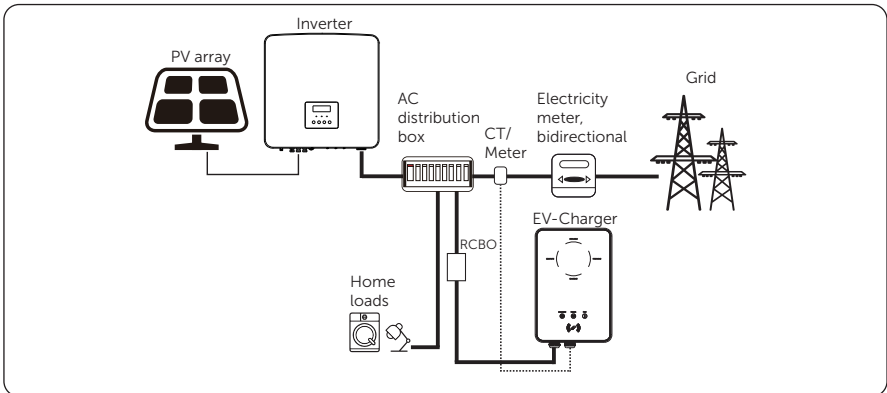 Inverter
PV array
Grid
AC
distribution
box
CT/
Meter
Electricity
meter,
bidirectional
EV-Charger
RCBO
Home
loads